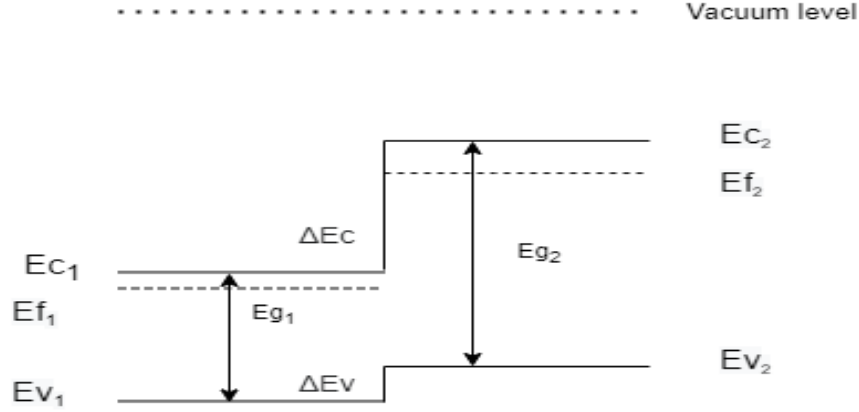 Vacuum level
Ec₂
Ef₂
ΔEc
Eg₂
Ec₁
Ef₁
Eg₁
Ev₂
ΔEv
Ev₁